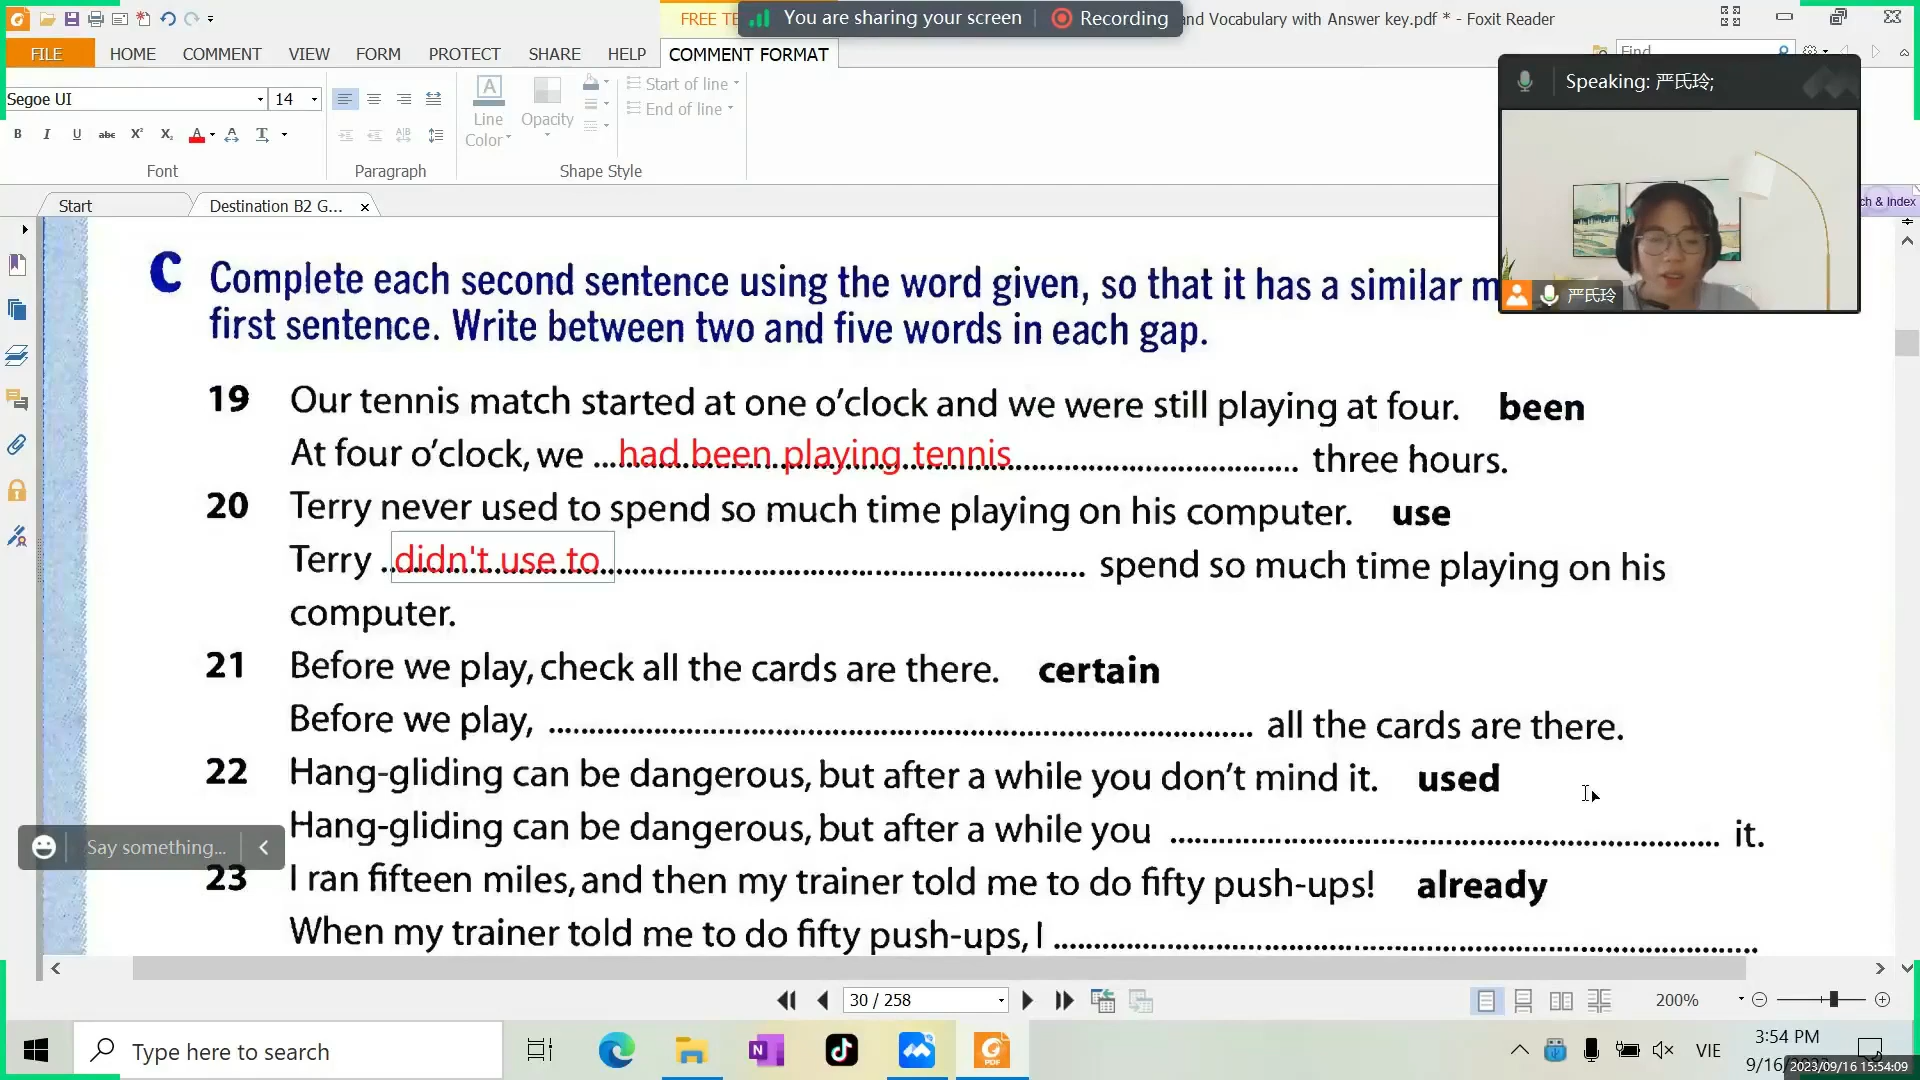 FREE TE
You are sharing your screen
Recording
and Vocabulary with Answer key.pdf * - Foxit Reader
FILE HOME COMMENT VIEW FORM PROTECT SHARE HELP COMMENT FORMAT
Find
Segoe UI 14
Line Color
Opacity
Start of line
End of line
Font Paragraph Shape Style
Speaking: 严氏玲;
严氏玲
Start
Destination B2 G...
ch & Index
C Complete each second sentence using the word given, so that it has a similar m
first sentence. Write between two and five words in each gap.
19 Our tennis match started at one o'clock and we were still playing at four. been
At four o'clock, we ... had been playing tennis ... three hours.
20 Terry never used to spend so much time playing on his computer. use
Terry ... didn't use to ... spend so much time playing on his
computer.
21 Before we play, check all the cards are there. certain
Before we play, ... all the cards are there.
22 Hang-gliding can be dangerous, but after a while you don't mind it. used
Hang-gliding can be dangerous, but after a while you ... it.
Say something...
23 I ran fifteen miles, and then my trainer told me to do fifty push-ups! already
When my trainer told me to do fifty push-ups, I ...
30 / 258
200%
Type here to search
VIE
3:54 PM
9/16/
2023/09/16 15:54:09